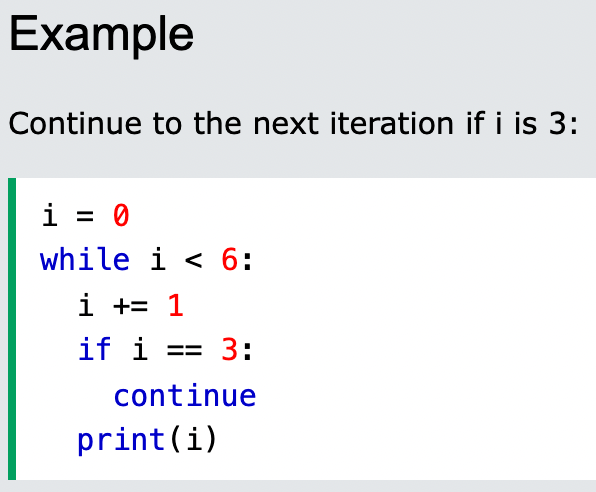 Example
Continue to the next iteration if i is 3:
i = 0
while i < 6:
  i += 1
  if i == 3:
    continue
  print(i)